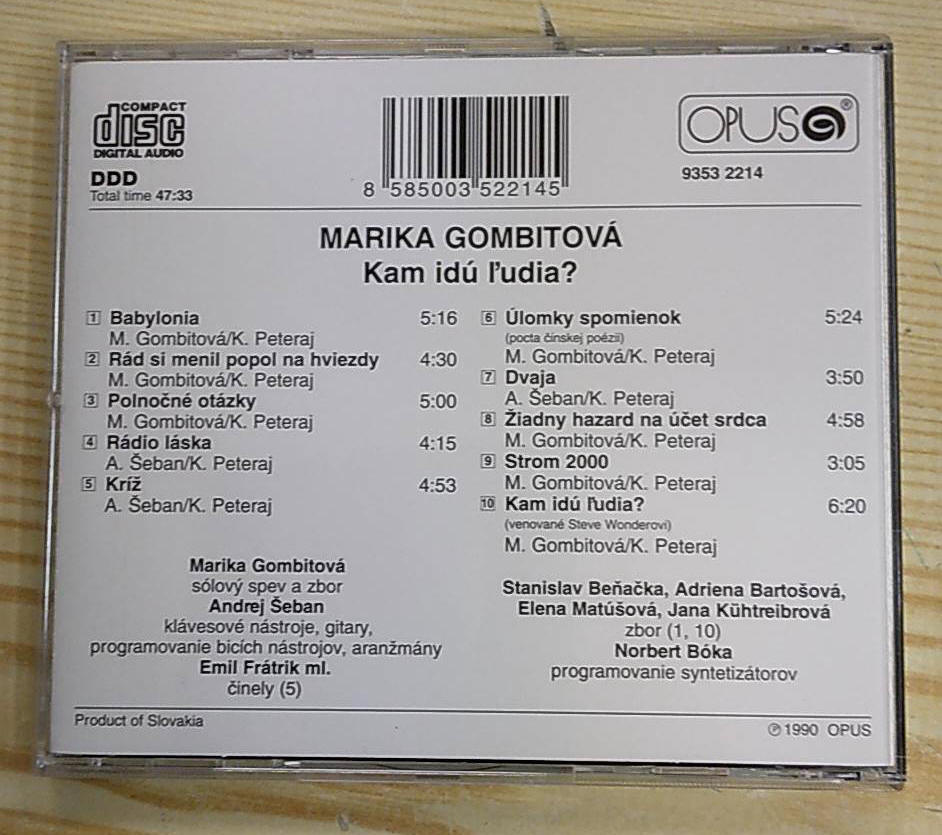 COMPACT
disc
DIGITAL AUDIO
DDD
Total time 47:33
8 585003 522145
OPUS ®
9353 2214
MARIKA GOMBITOVÁ
Kam idú ľudia?
1 Babylonia 5:16
M. Gombitová/K. Peteraj
2 Rád si menil popol na hviezdy 4:30
M. Gombitová/K. Peteraj
3 Polnočné otázky 5:00
M. Gombitová/K. Peteraj
4 Rádio láska 4:15
A. Šeban/K. Peteraj
5 Kríž 4:53
A. Šeban/K. Peteraj
6 Úlomky spomienok 5:24
(pocta čínskej poézii)
M. Gombitová/K. Peteraj
7 Dvaja 3:50
A. Šeban/K. Peteraj
8 Žiadny hazard na účet srdca 4:58
M. Gombitová/K. Peteraj
9 Strom 2000 3:05
M. Gombitová/K. Peteraj
10 Kam idú ľudia? 6:20
(venované Steve Wonderovi)
M. Gombitová/K. Peteraj
Marika Gombitová
sólový spev a zbor
Andrej Šeban
klávesové nástroje, gitary,
programovanie bicích nástrojov, aranžmány
Emil Frátrik ml.
činely (5)
Stanislav Beňačka, Adriena Bartošová,
Elena Matúšová, Jana Kühtreibrová
zbor (1, 10)
Norbert Bóka
programovanie syntetizátorov
Product of Slovakia
℗ 1990 OPUS